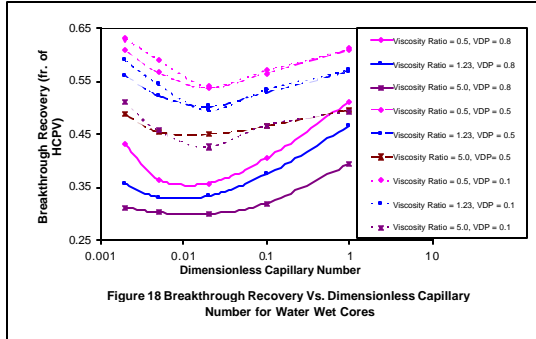 0.65
0.55
0.45
0.35
0.25
Breakthrough Recovery (fr. of
HCPV)
0.001
0.01
0.1
1
10
Dimensionless Capillary Number
Viscosity Ratio = 0.5, VDP = 0.8
Viscosity Ratio = 1.23, VDP = 0.8
Viscosity Ratio = 5.0, VDP = 0.8
Viscosity Ratio = 0.5, VDP = 0.5
Viscosity Ratio = 1.23, VDP = 0.5
Viscosity Ratio = 5.0, VDP= 0.5
Viscosity Ratio = 0.5, VDP = 0.1
Viscosity Ratio = 1.23, VDP = 0.1
Viscosity Ratio = 5.0, VDP = 0.1
Figure 18 Breakthrough Recovery Vs. Dimensionless Capillary
Number for Water Wet Cores